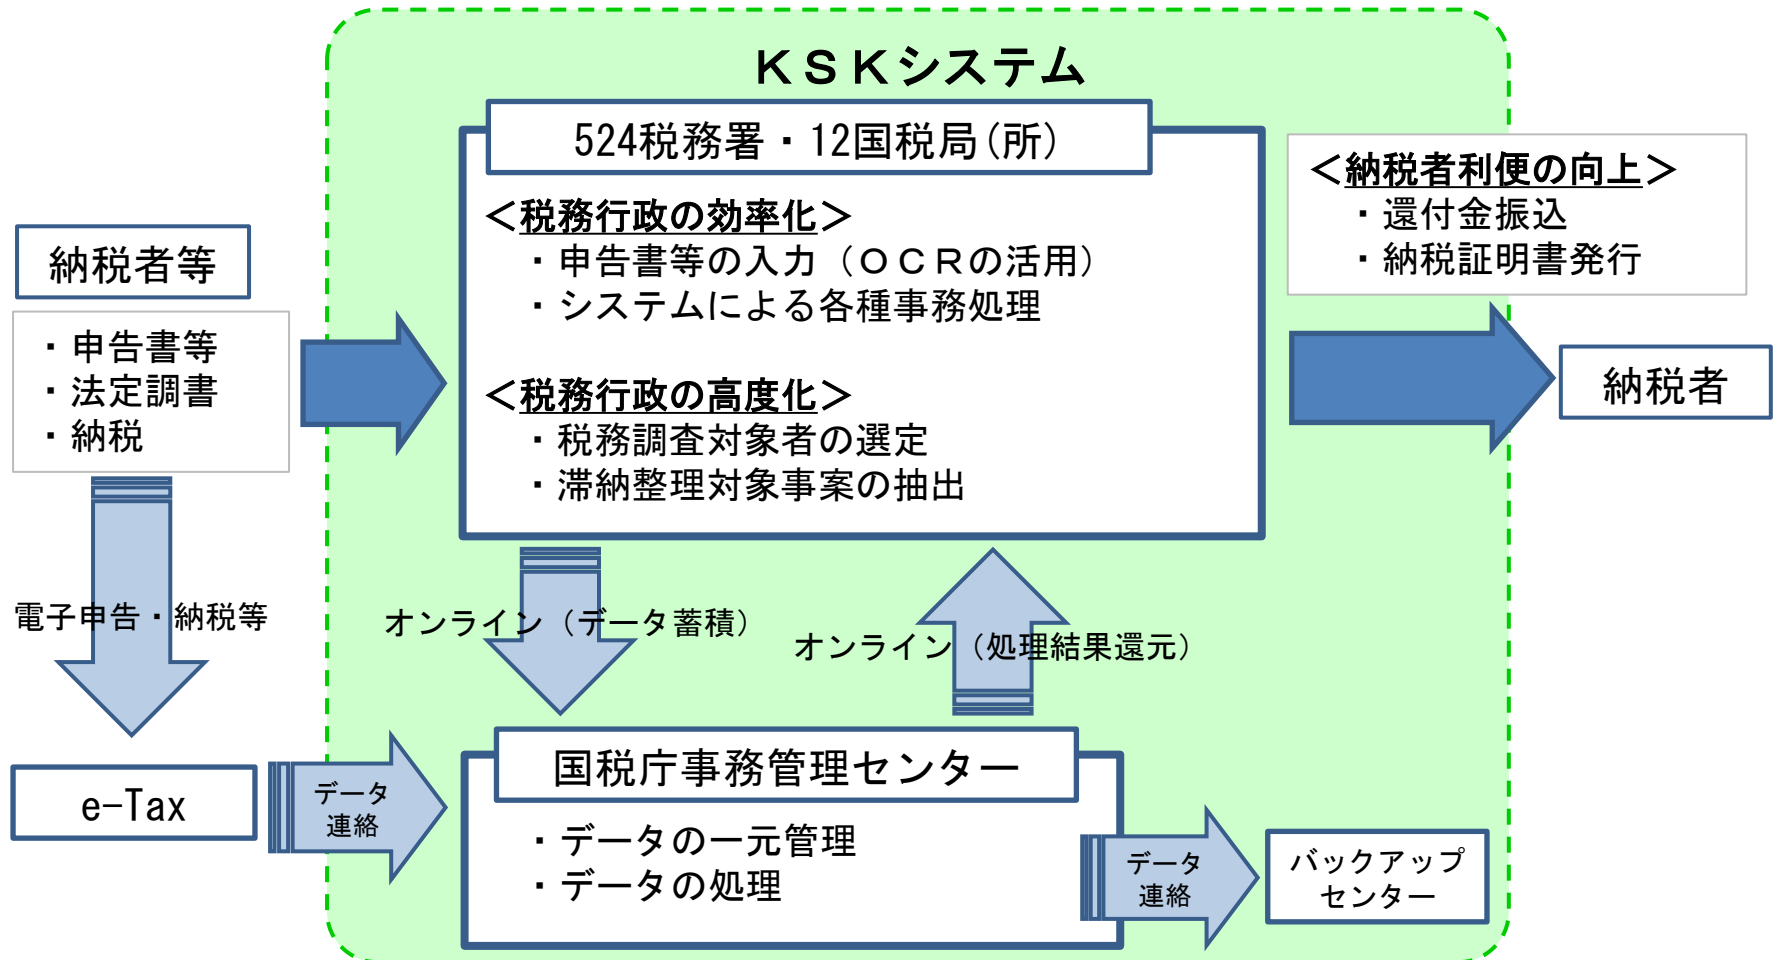 ＫＳＫシステム
524税務署・12国税局(所)
＜税務行政の効率化＞
・申告書等の入力（ＯＣＲの活用）
・システムによる各種事務処理
＜税務行政の高度化＞
・税務調査対象者の選定
・滞納整理対象事案の抽出
＜納税者利便の向上＞
・還付金振込
・納税証明書発行
納税者等
・申告書等
・法定調書
・納税
納税者
電子申告・納税等
オンライン（データ蓄積）
オンライン（処理結果還元）
e-Tax
データ
連絡
国税庁事務管理センター
・データの一元管理
・データの処理
データ
連絡
バックアップ
センター